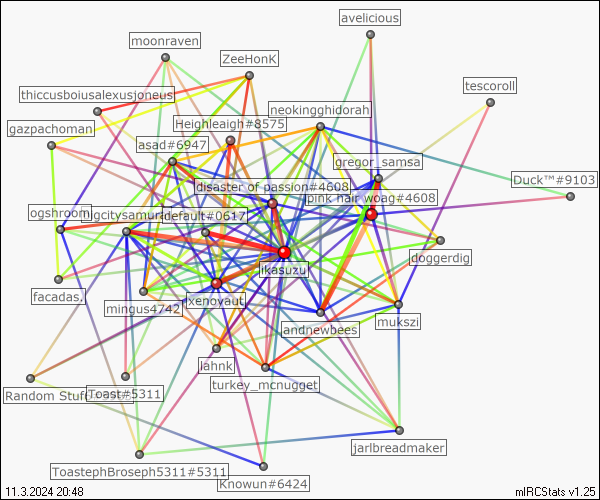 avelicious
moonraven
ZeeHonK
tescoroll
thiccusboiusalexusjoneus
neokingghidorah
Heighleaigh#8575
gazpachoman
asad#6947
gregor_samsa
Duck™#9103
disaster of passion#4608
pink hair woag#4608
ogshroom
bigcitysamurai
default#0617
doggerdig
ikasuzu
facadas.
mingus4742
xenovaut
andnewbees
mukszi
lahnk
turkey_mcnugget
Random Stuff
Toast#5311
jarlbreadmaker
ToastephBroseph5311#5311
Knowun#6424
11.3.2024 20:48
mIRCStats v1.25